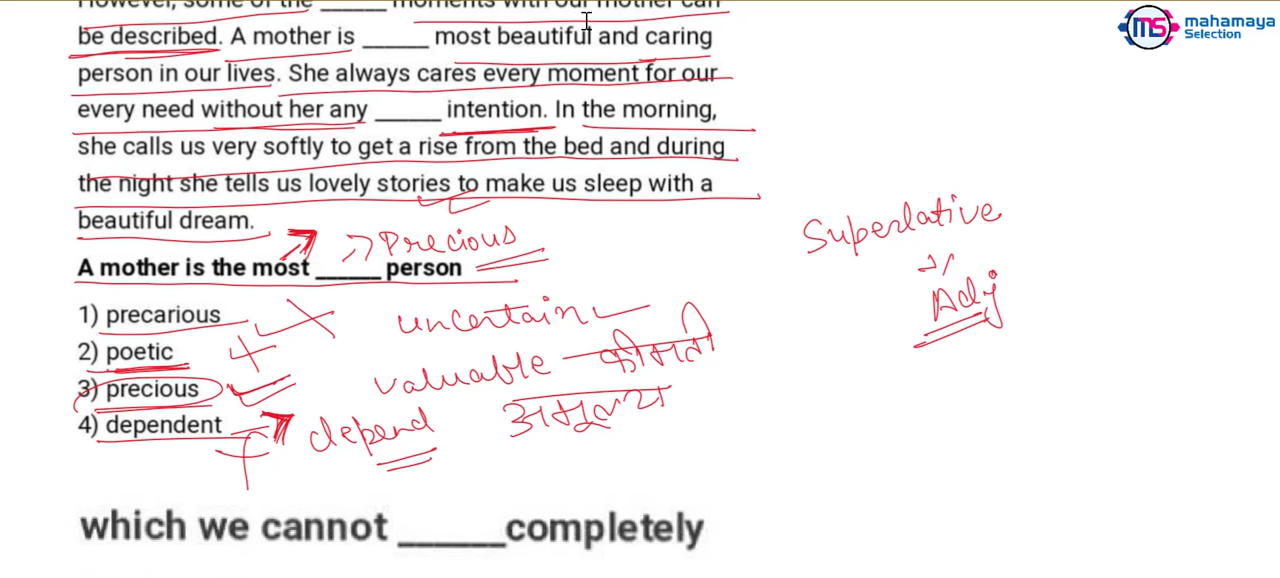 However, some of the ______ moments with our mother can
be described. A mother is ______ most beautiful and caring
person in our lives. She always cares every moment for our
every need without her any ______ intention. In the morning,
she calls us very softly to get a rise from the bed and during
the night she tells us lovely stories to make us sleep with a
beautiful dream.
Precious
A mother is the most ______ person
1) precarious
uncertain
2) poetic
valuable कीमती
3) precious
अमूल्य
4) dependent
depend
which we cannot ______ completely
Superlative
Adj
mahamaya
Selection
MS